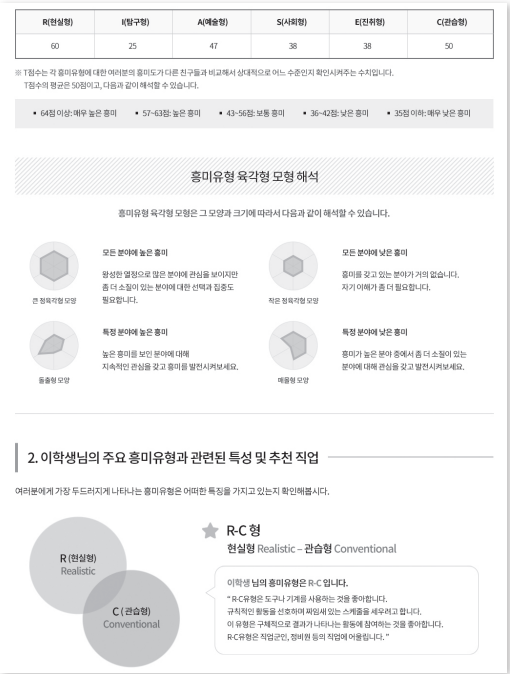 R(현실형) I(탐구형) A(예술형) S(사회형) E(진취형) C(관습형)
60 25 47 38 38 50
※ T점수는 각 흥미유형에 대한 여러분의 흥미도가 다른 친구들과 비교해서 상대적으로 어느 수준인지 확인시켜주는 수치입니다.
T점수의 평균은 50점이고, 다음과 같이 해석할 수 있습니다.
▪ 64점 이상: 매우 높은 흥미 ▪ 57~63점: 높은 흥미 ▪ 43~56점: 보통 흥미 ▪ 36~42점: 낮은 흥미 ▪ 35점 이하: 매우 낮은 흥미
흥미유형 육각형 모형 해석
흥미유형 육각형 모형은 그 모양과 크기에 따라서 다음과 같이 해석할 수 있습니다.
큰 정육각형 모양
모든 분야에 높은 흥미
왕성한 열정으로 많은 분야에 관심을 보이지만
좀 더 소질이 있는 분야에 대한 선택과 집중도
필요합니다.
작은 정육각형 모양
모든 분야에 낮은 흥미
흥미를 갖고 있는 분야가 거의 없습니다.
자기 이해가 좀 더 필요합니다.
돌출형 모양
특정 분야에 높은 흥미
높은 흥미를 보인 분야에 대해
지속적인 관심을 갖고 흥미를 발전시켜보세요.
매몰형 모양
특정 분야에 낮은 흥미
흥미가 높은 분야 중에서 좀 더 소질이 있는
분야에 대해 관심을 갖고 발전시켜보세요.
2. 이학생님의 주요 흥미유형과 관련된 특성 및 추천 직업
여러분에게 가장 두드러지게 나타나는 흥미유형은 어떠한 특징을 가지고 있는지 확인해봅시다.
R (현실형)
Realistic
C ( 관습형)
Conventional
R-C 형
현실형 Realistic – 관습형 Conventional
이학생 님의 흥미유형은 R-C 입니다.
" R-C유형은 도구나 기계를 사용하는 것을 좋아합니다.
규칙적인 활동을 선호하며 짜임새 있는 스케줄을 세우려고 합니다.
이 유형은 구체적으로 결과가 나타나는 활동에 참여하는 것을 좋아합니다.
R-C유형은 직업군인, 정비원 등의 직업에 어울립니다. "